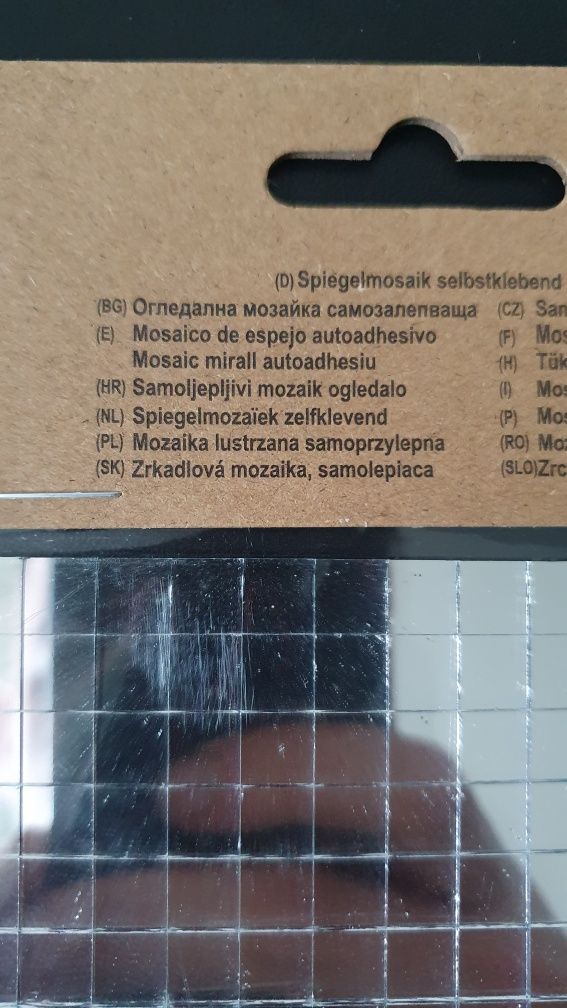 (D) Spiegelmosaik selbstklebend
(BG) Огледална мозайка самозалепваща (CZ)
(E) Mosaico de espejo autoadhesivo (F)
Mosaic mirall autoadhesiu (H)
(HR) Samoljepljivi mozaik ogledalo (I)
(NL) Spiegelmozaïek zelfklevend (P)
(PL) Mozaika lustrzana samoprzylepna (RO)
(SK) Zrkadlová mozaika, samolepiaca (SLO)